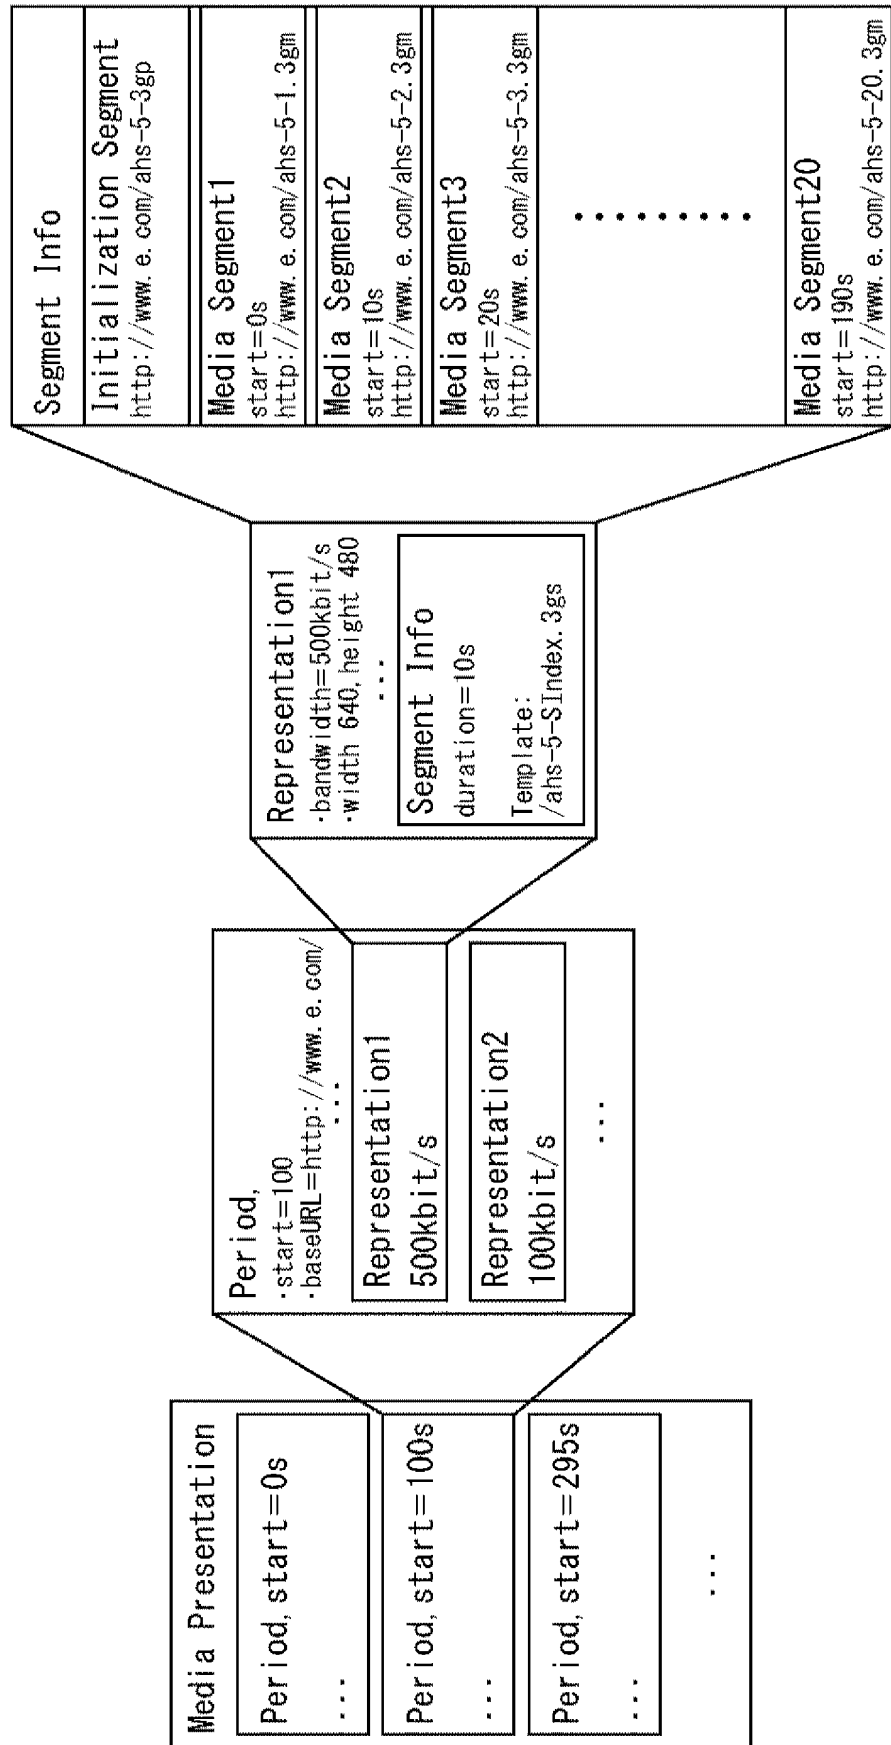 Media Presentation
Period, start=0s
...
Period, start=100s
...
Period, start=295s
...
...
Period,
·start=100
·baseURL=http://www.e.com/
...
Representation1
500kbit/s
Representation2
100kbit/s
...
Representation1
·bandwidth=500kbit/s
·width 640, height 480
...
Segment Info
duration=10s
Template:
/ahs-5-SIndex.3gs
Segment Info
Initialization Segment
http://www.e.com/ahs-5-3gp
Media Segment1
start=0s
http://www.e.com/ahs-5-1.3gm
Media Segment2
start=10s
http://www.e.com/ahs-5-2.3gm
Media Segment3
start=20s
http://www.e.com/ahs-5-3.3gm
.........
Media Segment20
start=190s
http://www.e.com/ahs-5-20.3gm